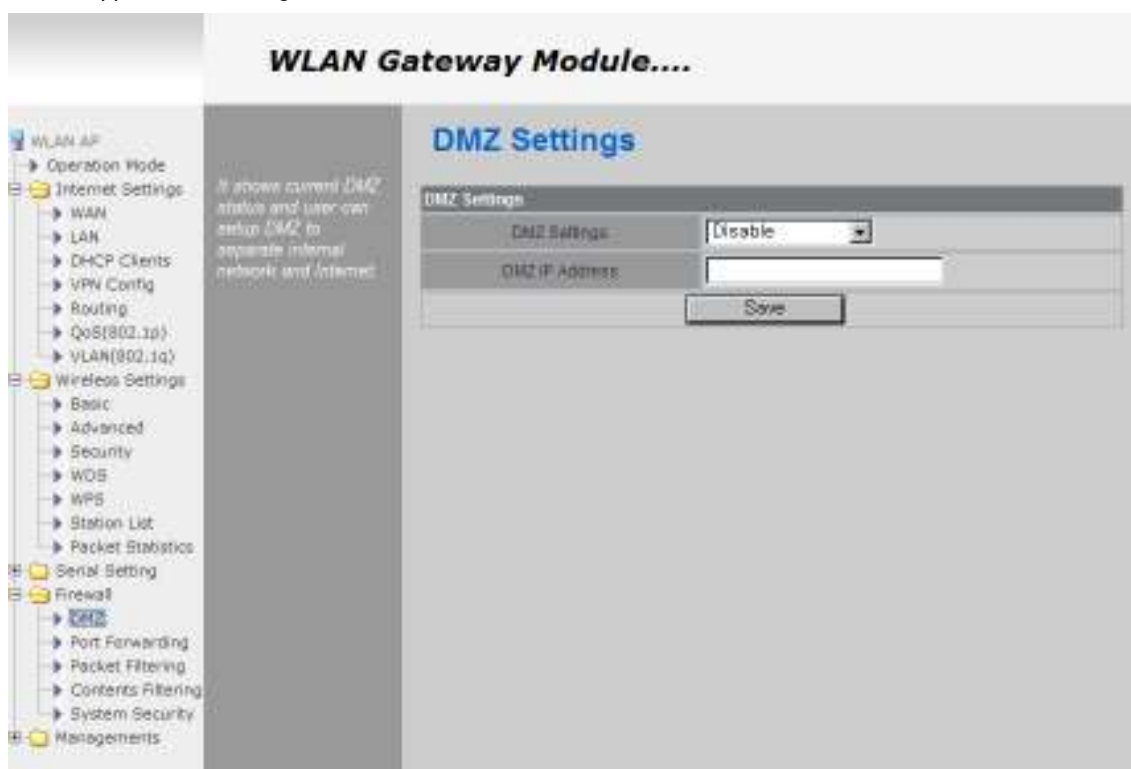 WLAN Gateway Module....
WLAN AP
Operation Mode
Internet Settings
WAN
LAN
DHCP Clients
VPN Config
Routing
QoS(802.1p)
VLAN(802.1q)
Wireless Settings
Basic
Advanced
Security
WDS
WPS
Station List
Packet Statistics
Serial Setting
Firewall
DMZ
Port Forwarding
Packet Filtering
Contents Filtering
System Security
Managements
It shows current DMZ
status and user can
setup DMZ to
separate internal
network and Internet
DMZ Settings
DMZ Settings
DMZ Settings
Disable
DMZ IP Address
Save